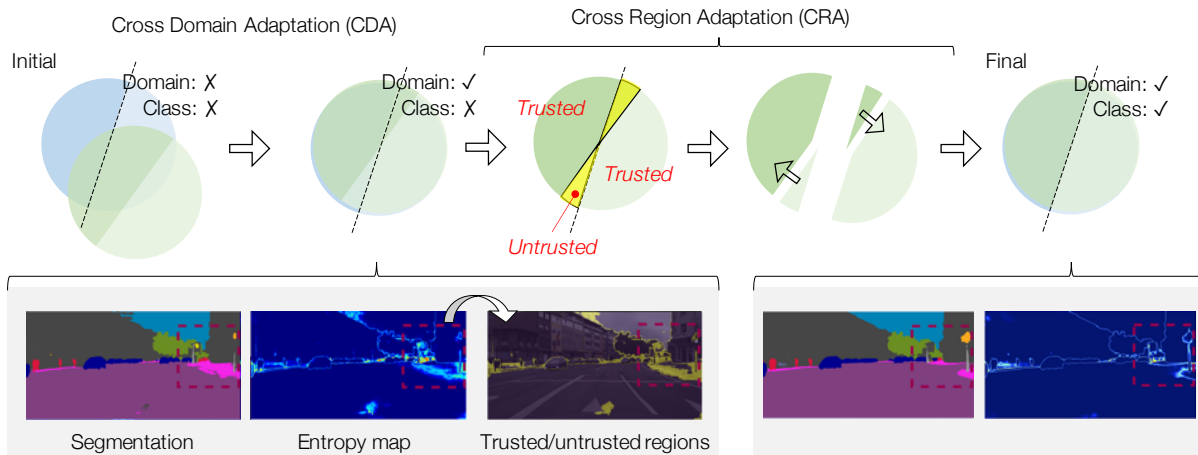 Cross Domain Adaptation (CDA)
Cross Region Adaptation (CRA)
Initial
Domain: ✗
Class: ✗
Domain: ✓
Class: ✗
Trusted
Trusted
Untrusted
Final
Domain: ✓
Class: ✓
Segmentation
Entropy map
Trusted/untrusted regions